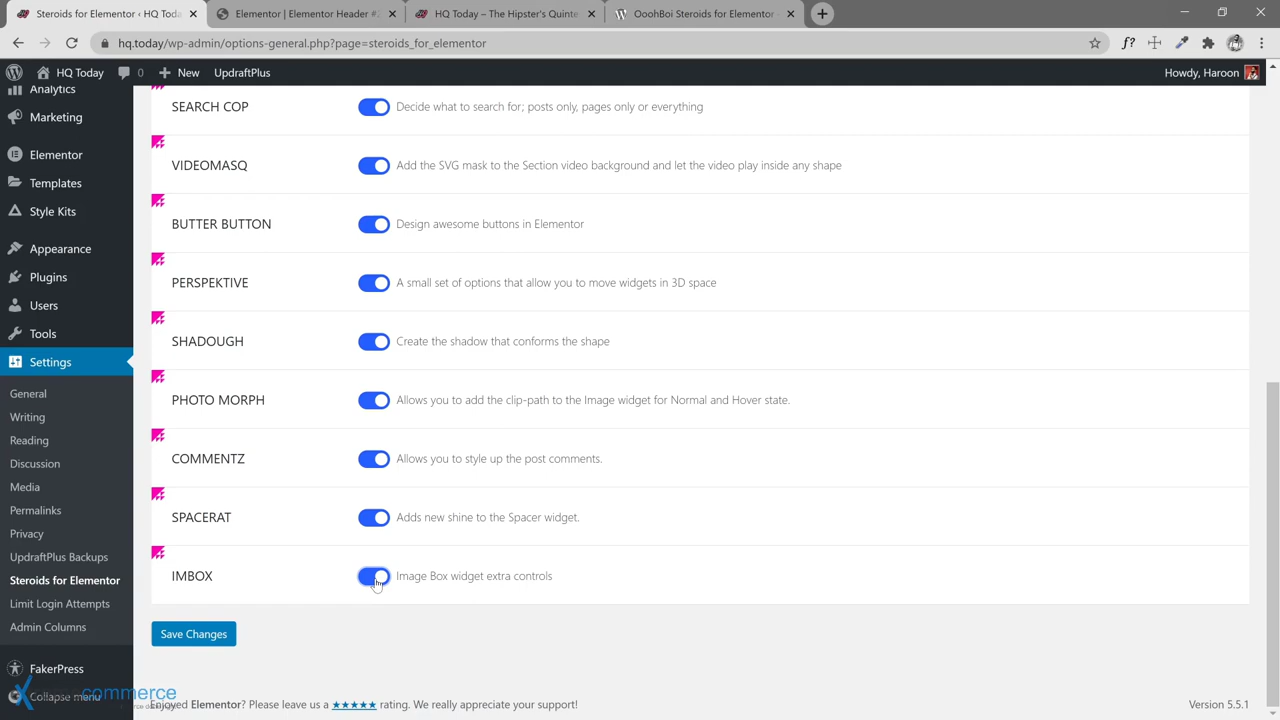 Steroids for Elementor ‹ HQ Tod
Elementor | Elementor Header #2
HQ Today – The Hipster's Quinte
OoohBoi Steroids for Elementor –
hq.today/wp-admin/options-general.php?page=steroids_for_elementor
HQ Today
0
New
UpdraftPlus
Howdy, Haroon
Analytics
Marketing
Elementor
Templates
Style Kits
Appearance
Plugins
Users
Tools
Settings
General
Writing
Reading
Discussion
Media
Permalinks
Privacy
UpdraftPlus Backups
Steroids for Elementor
Limit Login Attempts
Admin Columns
FakerPress
Collapse menu
SEARCH COP
Decide what to search for; posts only, pages only or everything
VIDEOMASQ
Add the SVG mask to the Section video background and let the video play inside any shape
BUTTER BUTTON
Design awesome buttons in Elementor
PERSPEKTIVE
A small set of options that allow you to move widgets in 3D space
SHADOUGH
Create the shadow that conforms the shape
PHOTO MORPH
Allows you to add the clip-path to the Image widget for Normal and Hover state.
COMMENTZ
Allows you to style up the post comments.
SPACERAT
Adds new shine to the Spacer widget.
IMBOX
Image Box widget extra controls
Save Changes
commerce
Enjoyed Elementor? Please leave us a ★★★★★ rating. We really appreciate your support!
Version 5.5.1